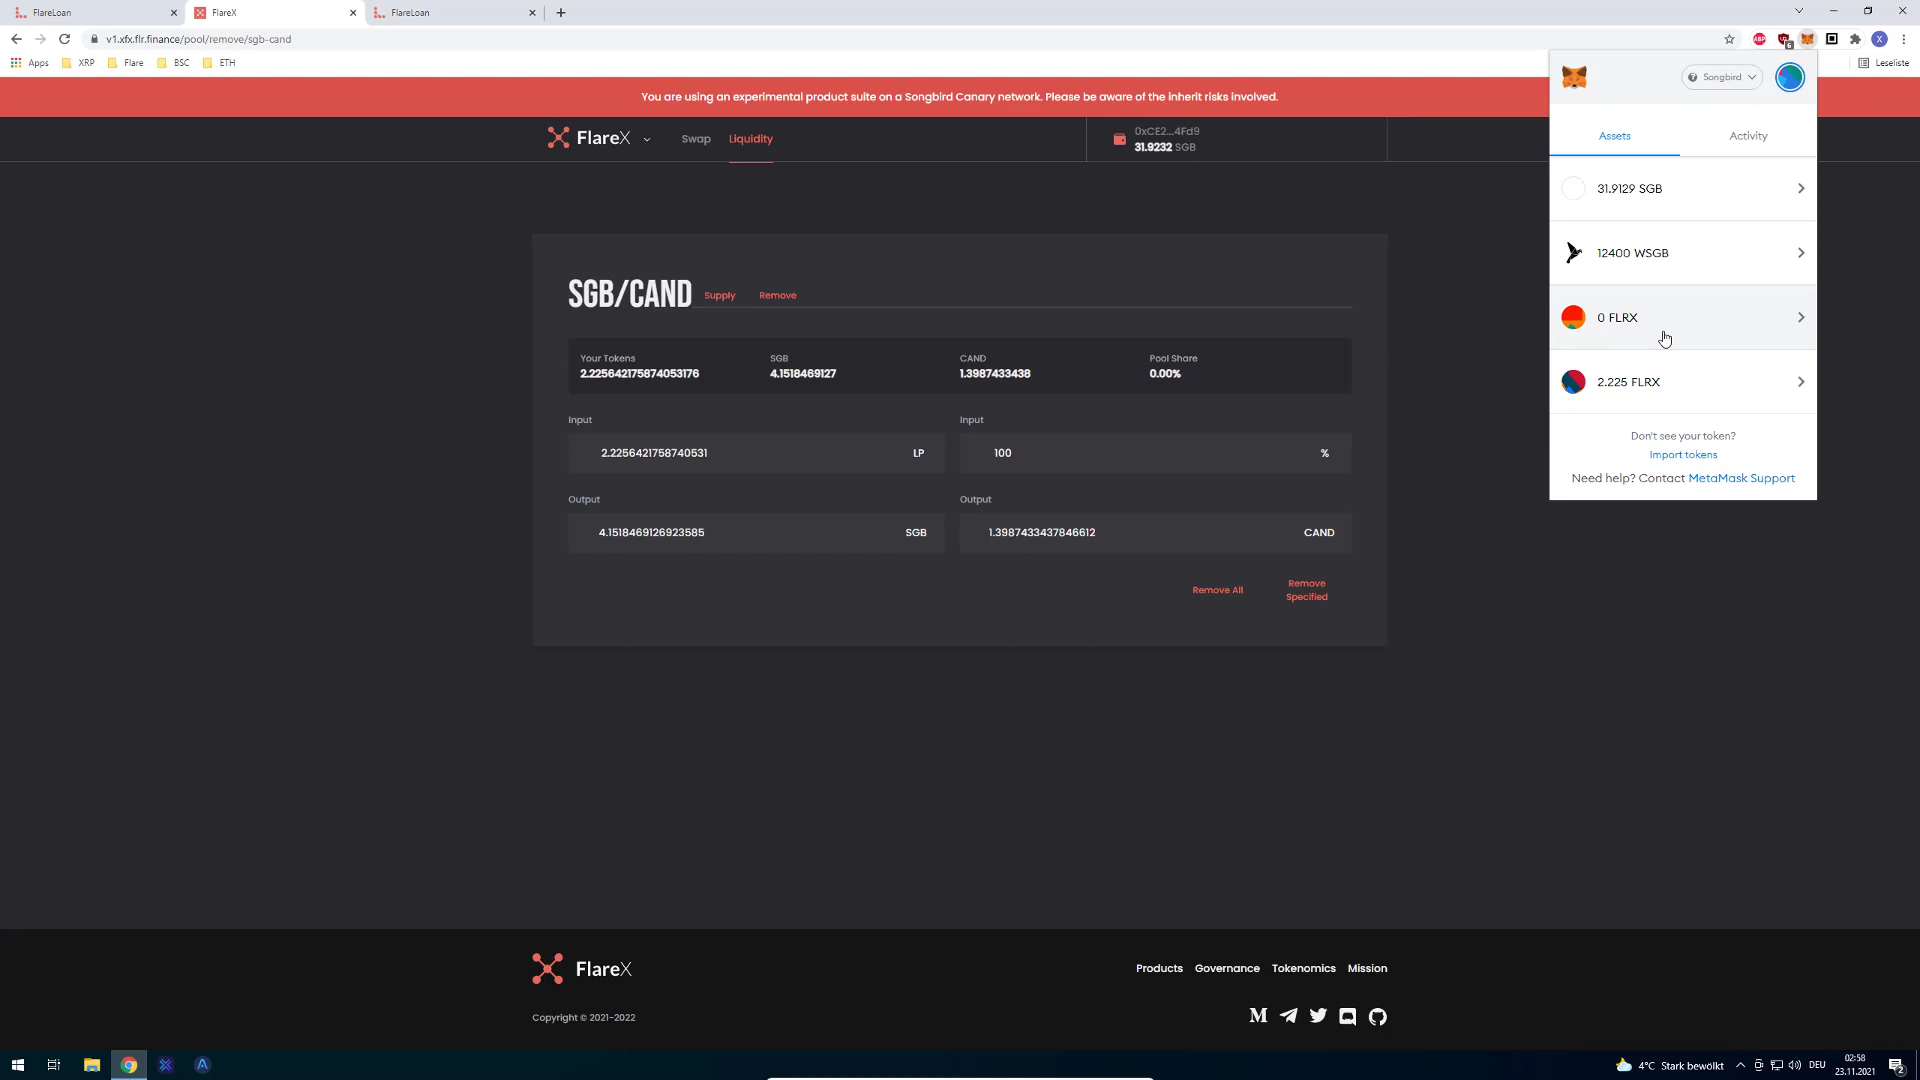 FlareLoan
FlareX
FlareLoan
v1.xfx.flr.finance/pool/remove/sgb-cand
ABP
6
X
Apps
XRP
Flare
BSC
ETH
Leseliste
You are using an experimental product suite on a Songbird Canary network. Please be aware of the inherit risks involved.
FlareX
Swap
Liquidity
0xCE2...4Fd9
31.9232 SGB
Songbird
Assets
Activity
31.9129 SGB
12400 WSGB
0 FLRX
2.225 FLRX
Don't see your token?
Import tokens
Need help? Contact MetaMask Support
SGB/CAND
Supply
Remove
Your Tokens
2.225642175874053176
SGB
4.1518469127
CAND
1.3987433438
Pool Share
0.00%
Input
2.2256421758740531
LP
Input
100
%
Output
4.1518469126923585
SGB
Output
1.3987433437846612
CAND
Remove All
Remove
Specified
FlareX
Products
Governance
Tokenomics
Mission
Copyright © 2021-2022
4°C Stark bewölkt
DEU
02:58
23.11.2021
2